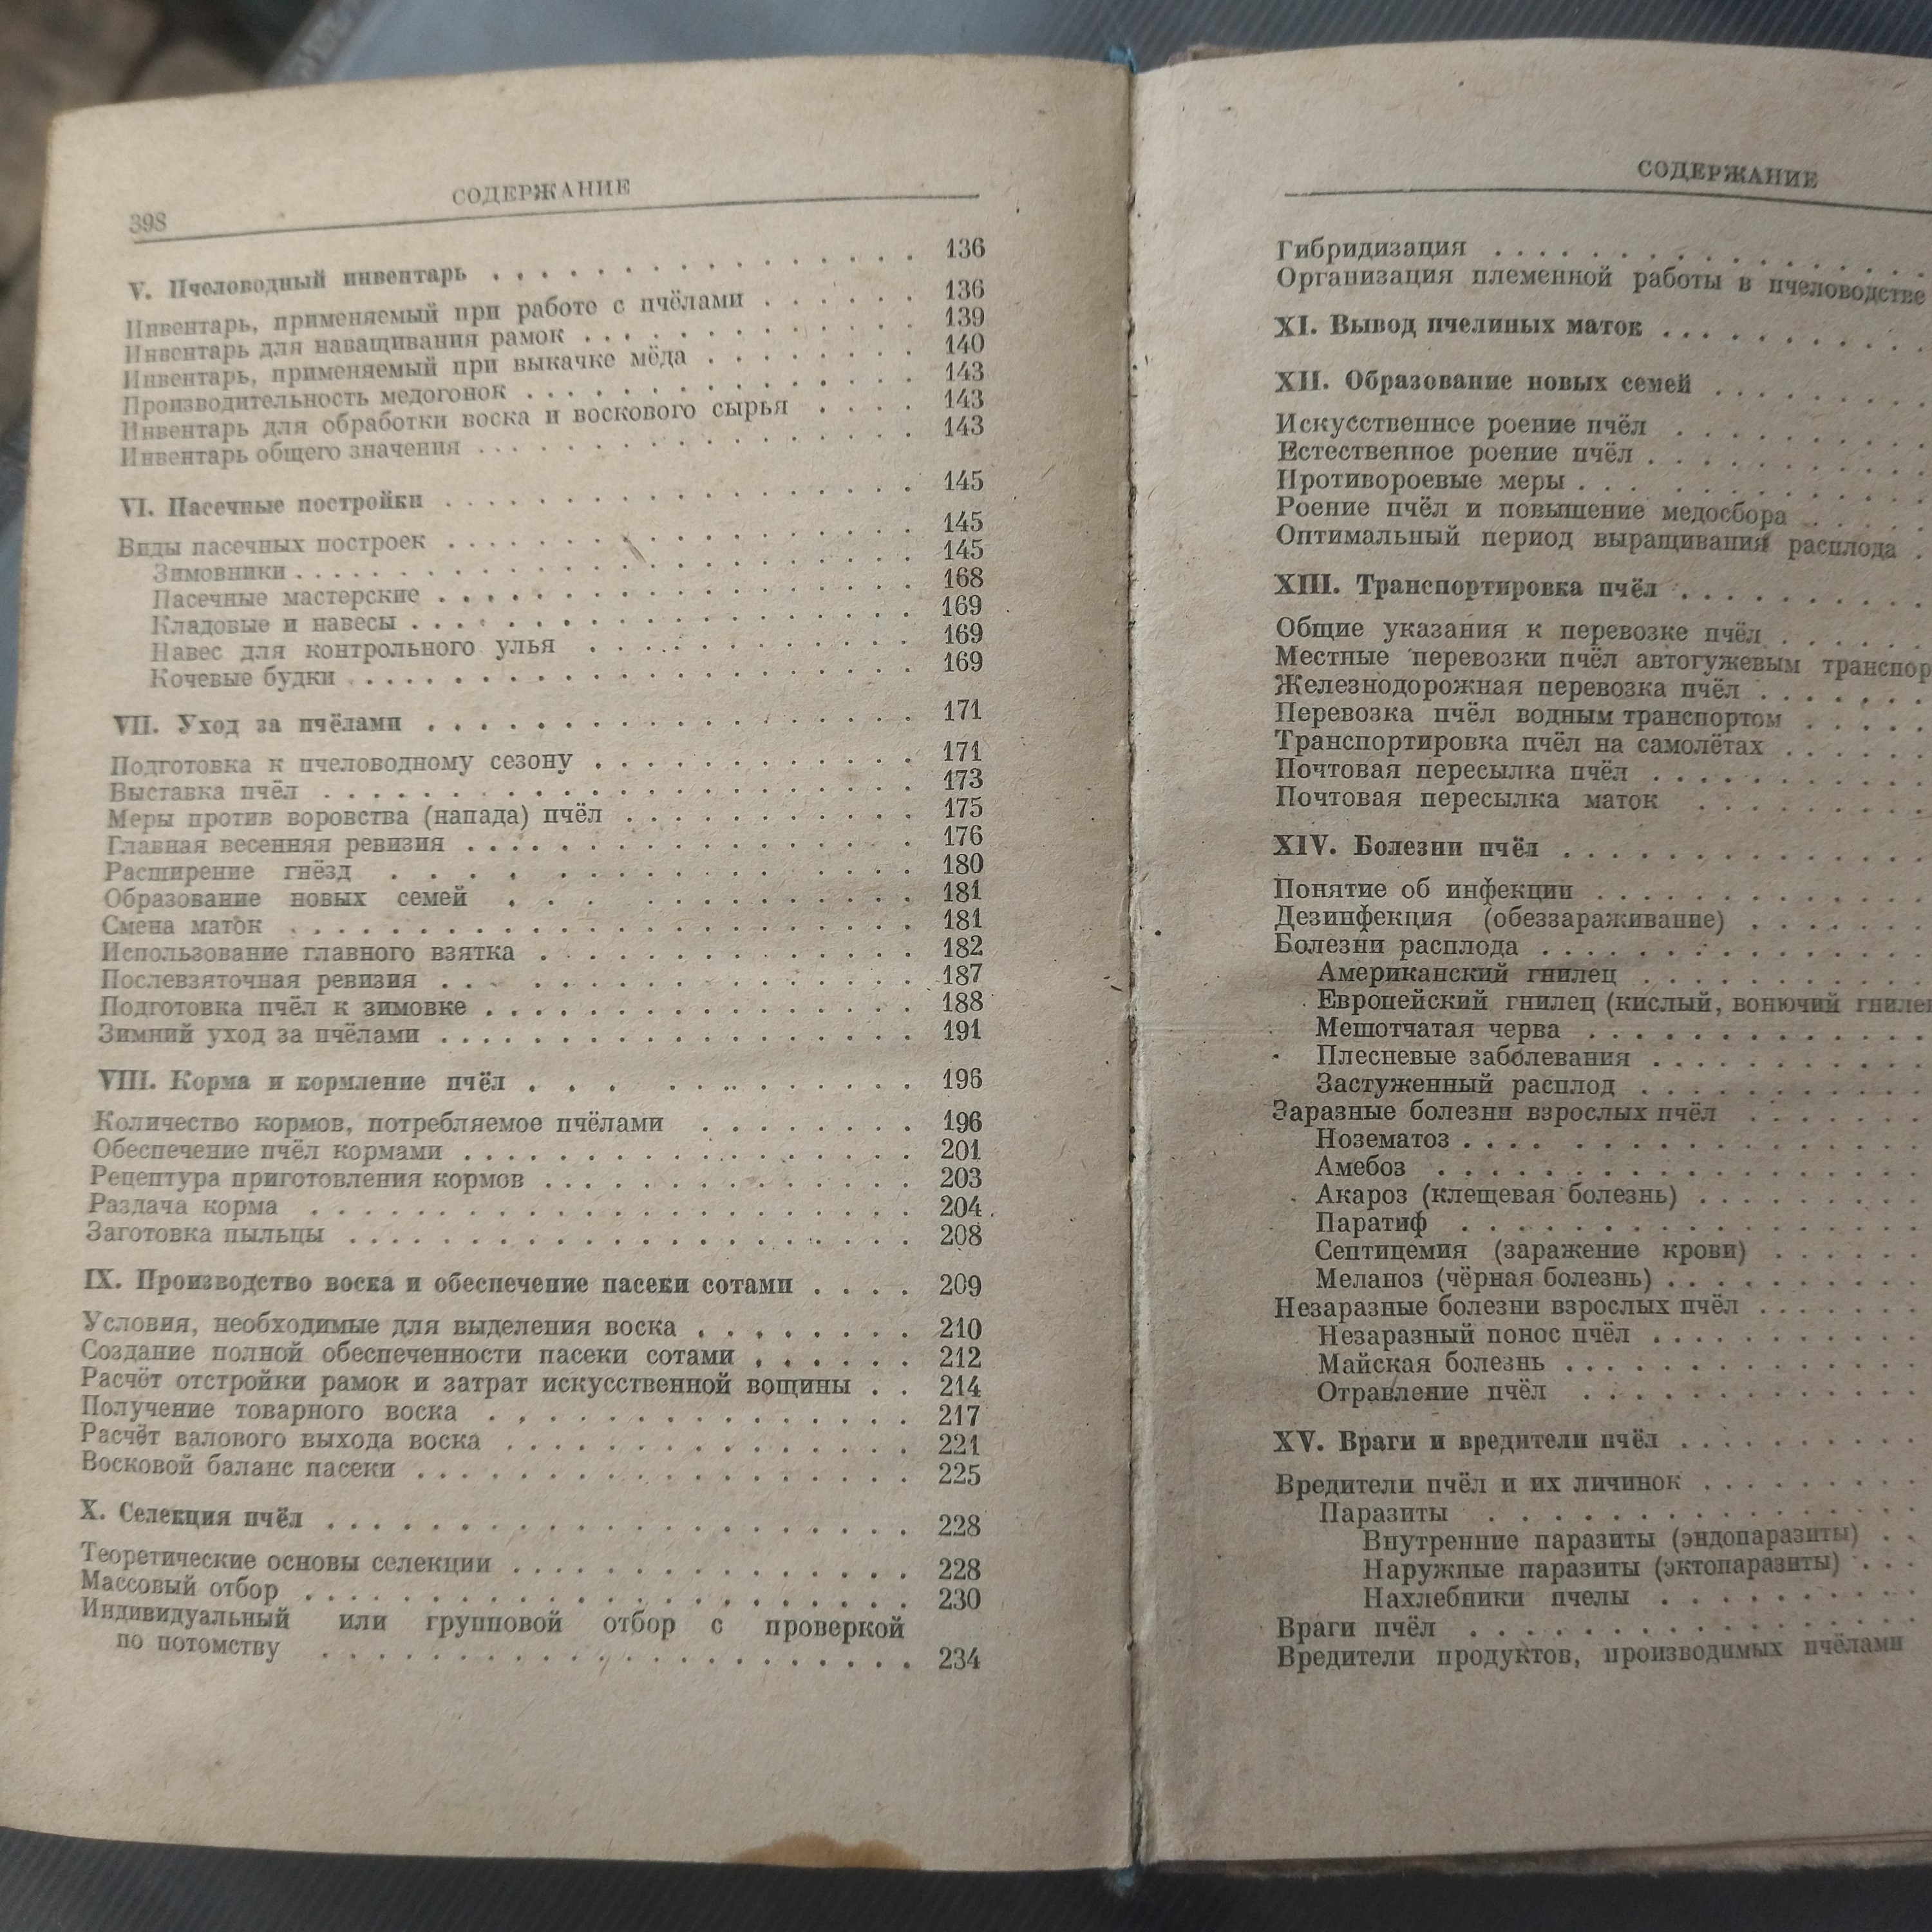 398
СОДЕРЖАНИЕ
V. Пчеловодный инвентарь . . . . . . . . . . . . . . . . 136
Инвентарь, применяемый при работе с пчёлами . . . . . . 136
Инвентарь для наващивания рамок . . . . . . . . . . . . 139
Инвентарь, применяемый при выкачке мёда . . . . . . . . 140
Производительность медогонок . . . . . . . . . . . . . . 143
Инвентарь для обработки воска и воскового сырья . . . . 143
Инвентарь общего значения . . . . . . . . . . . . . . . 143
VI. Пасечные постройки . . . . . . . . . . . . . . . . . 145
Виды пасечных построек . . . . . . . . . . . . . . . . . 145
Зимовники . . . . . . . . . . . . . . . . . . . . . . 145
Пасечные мастерские . . . . . . . . . . . . . . . . . 168
Кладовые и навесы . . . . . . . . . . . . . . . . . . 169
Навес для контрольного улья . . . . . . . . . . . . . 169
Кочевые будки . . . . . . . . . . . . . . . . . . . . 169
VII. Уход за пчёлами . . . . . . . . . . . . . . . . . . 171
Подготовка к пчеловодному сезону . . . . . . . . . . . . 171
Выставка пчёл . . . . . . . . . . . . . . . . . . . . . 173
Меры против воровства (напада) пчёл . . . . . . . . . . 175
Главная весенняя ревизия . . . . . . . . . . . . . . . . 176
Расширение гнёзд . . . . . . . . . . . . . . . . . . . . 180
Образование новых семей . . . . . . . . . . . . . . . . 181
Смена маток . . . . . . . . . . . . . . . . . . . . . . 181
Использование главного взятка . . . . . . . . . . . . . 182
Послевзяточная ревизия . . . . . . . . . . . . . . . . . 187
Подготовка пчёл к зимовке . . . . . . . . . . . . . . . 188
Зимний уход за пчёлами . . . . . . . . . . . . . . . . . 191
VIII. Корма и кормление пчёл . . . . . . . . . . . . . . 196
Количество кормов, потребляемое пчёлами . . . . . . . . 196
Обеспечение пчёл кормами . . . . . . . . . . . . . . . . 201
Рецептура приготовления кормов . . . . . . . . . . . . . 203
Раздача корма . . . . . . . . . . . . . . . . . . . . . 204
Заготовка пыльцы . . . . . . . . . . . . . . . . . . . . 208
IX. Производство воска и обеспечение пасеки сотами . . . . 209
Условия, необходимые для выделения воска . . . . . . . . 210
Создание полной обеспеченности пасеки сотами . . . . . . 212
Расчёт отстройки рамок и затрат искусственной вощины . . 214
Получение товарного воска . . . . . . . . . . . . . . . 217
Расчёт валового выхода воска . . . . . . . . . . . . . . 221
Восковой баланс пасеки . . . . . . . . . . . . . . . . . 225
X. Селекция пчёл . . . . . . . . . . . . . . . . . . . . 228
Теоретические основы селекции . . . . . . . . . . . . . 228
Массовый отбор . . . . . . . . . . . . . . . . . . . . . 230
Индивидуальный или групповой отбор с проверкой
по потомству . . . . . . . . . . . . . . . . . . . . 234
СОДЕРЖАНИЕ
Гибридизация . . . . . . . . . . . . . .
Организация племенной работы в пчеловодстве
XI. Вывод пчелиных маток . . . . . . . . .
XII. Образование новых семей . . . . . . .
Искусственное роение пчёл . . . . . . . .
Естественное роение пчёл . . . . . . . . .
Противороевые меры . . . . . . . . . . .
Роение пчёл и повышение медосбора . . . .
Оптимальный период выращивания расплода .
XIII. Транспортировка пчёл . . . . . . . .
Общие указания к перевозке пчёл . . . . .
Местные перевозки пчёл автогужевым транспор
Железнодорожная перевозка пчёл . . . . . .
Перевозка пчёл водным транспортом . . . .
Транспортировка пчёл на самолётах . . . .
Почтовая пересылка пчёл . . . . . . . . .
Почтовая пересылка маток . . . . . . . .
XIV. Болезни пчёл . . . . . . . . . . . .
Понятие об инфекции . . . . . . . . . . .
Дезинфекция (обеззараживание) . . . . . .
Болезни расплода . . . . . . . . . . . .
Американский гнилец . . . . . . . . .
Европейский гнилец (кислый, вонючий гнилец
Мешотчатая черва . . . . . . . . . . .
Плесневые заболевания . . . . . . . . .
Застуженный расплод . . . . . . . . . .
Заразные болезни взрослых пчёл . . . . .
Нозематоз . . . . . . . . . . . . . .
Амебоз . . . . . . . . . . . . . . . .
Акароз (клещевая болезнь) . . . . . . .
Паратиф . . . . . . . . . . . . . . .
Септицемия (заражение крови) . . . . .
Меланоз (чёрная болезнь) . . . . . . .
Незаразные болезни взрослых пчёл . . . . .
Незаразный понос пчёл . . . . . . . . .
Майская болезнь . . . . . . . . . . . .
Отравление пчёл . . . . . . . . . . .
XV. Враги и вредители пчёл . . . . . . . .
Вредители пчёл и их личинок . . . . . . .
Паразиты . . . . . . . . . . . . . . .
Внутренние паразиты (эндопаразиты) . .
Наружные паразиты (эктопаразиты) . . .
Нахлебники пчелы . . . . . . . . .
Враги пчёл . . . . . . . . . . . . . . .
Вредители продуктов, производимых пчёлами